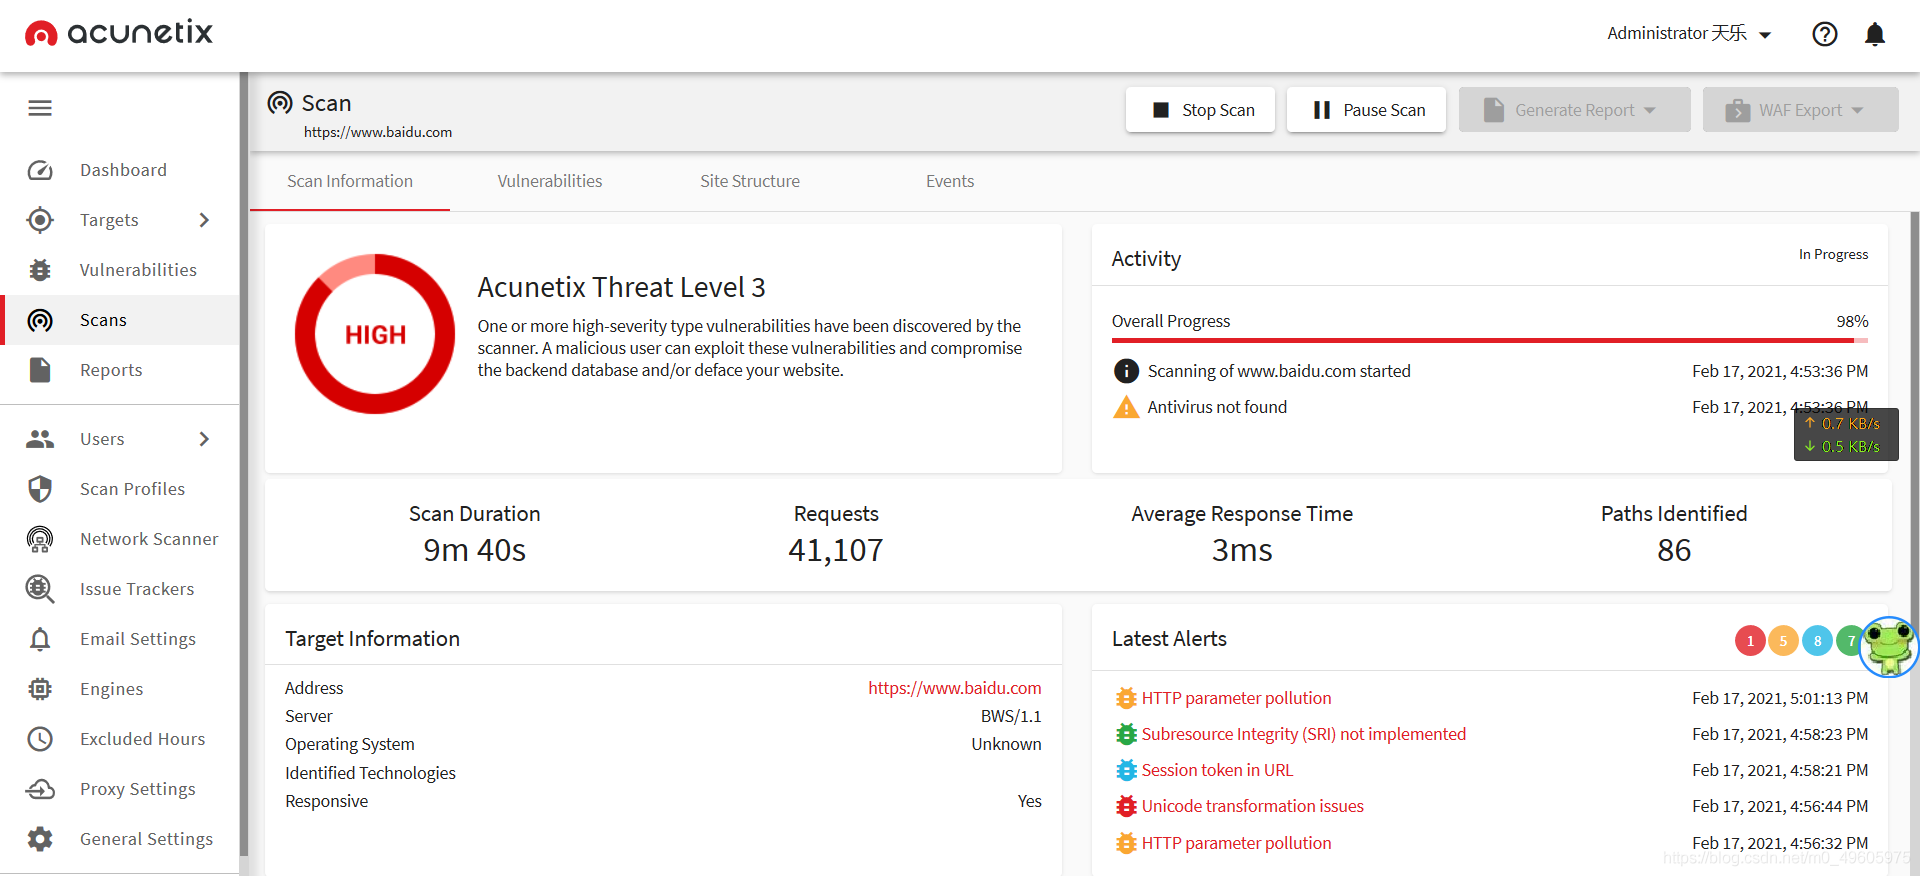 acunetix
Administrator 天乐
Scan
https://www.baidu.com
Stop Scan
Pause Scan
Generate Report
WAF Export
Dashboard
Targets
Vulnerabilities
Scans
Reports
Users
Scan Profiles
Network Scanner
Issue Trackers
Email Settings
Engines
Excluded Hours
Proxy Settings
General Settings
Scan Information
Vulnerabilities
Site Structure
Events
HIGH
Acunetix Threat Level 3
One or more high-severity type vulnerabilities have been discovered by the
scanner. A malicious user can exploit these vulnerabilities and compromise
the backend database and/or deface your website.
Activity
In Progress
Overall Progress 98%
Scanning of www.baidu.com started Feb 17, 2021, 4:53:36 PM
Antivirus not found Feb 17, 2021, 4:53:36 PM
↑ 0.7 KB/s
↓ 0.5 KB/s
Scan Duration
9m 40s
Requests
41,107
Average Response Time
3ms
Paths Identified
86
Target Information
Address https://www.baidu.com
Server BWS/1.1
Operating System Unknown
Identified Technologies
Responsive Yes
Latest Alerts
1 5 8 7
HTTP parameter pollution Feb 17, 2021, 5:01:13 PM
Subresource Integrity (SRI) not implemented Feb 17, 2021, 4:58:23 PM
Session token in URL Feb 17, 2021, 4:58:21 PM
Unicode transformation issues Feb 17, 2021, 4:56:44 PM
HTTP parameter pollution Feb 17, 2021, 4:56:32 PM
https://blog.csdn.net/m0_49605975